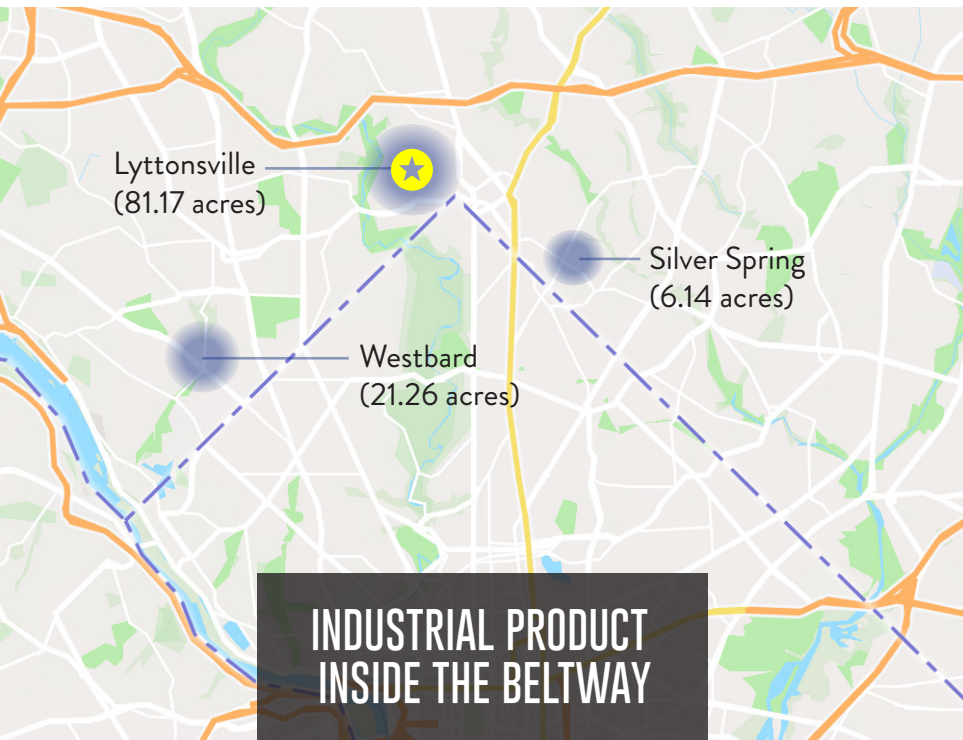 Lyttonsville
(81.17 acres)
Silver Spring
(6.14 acres)
Westbard
(21.26 acres)
INDUSTRIAL PRODUCT
INSIDE THE BELTWAY